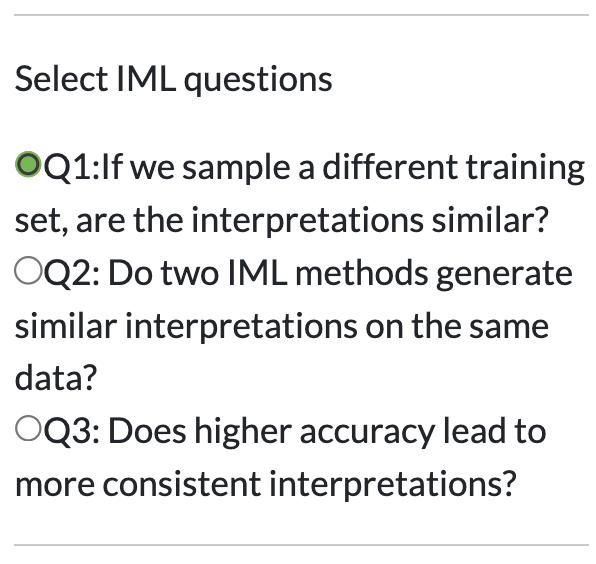 Select IML questions
Q1:If we sample a different training
set, are the interpretations similar?
Q2: Do two IML methods generate
similar interpretations on the same
data?
Q3: Does higher accuracy lead to
more consistent interpretations?